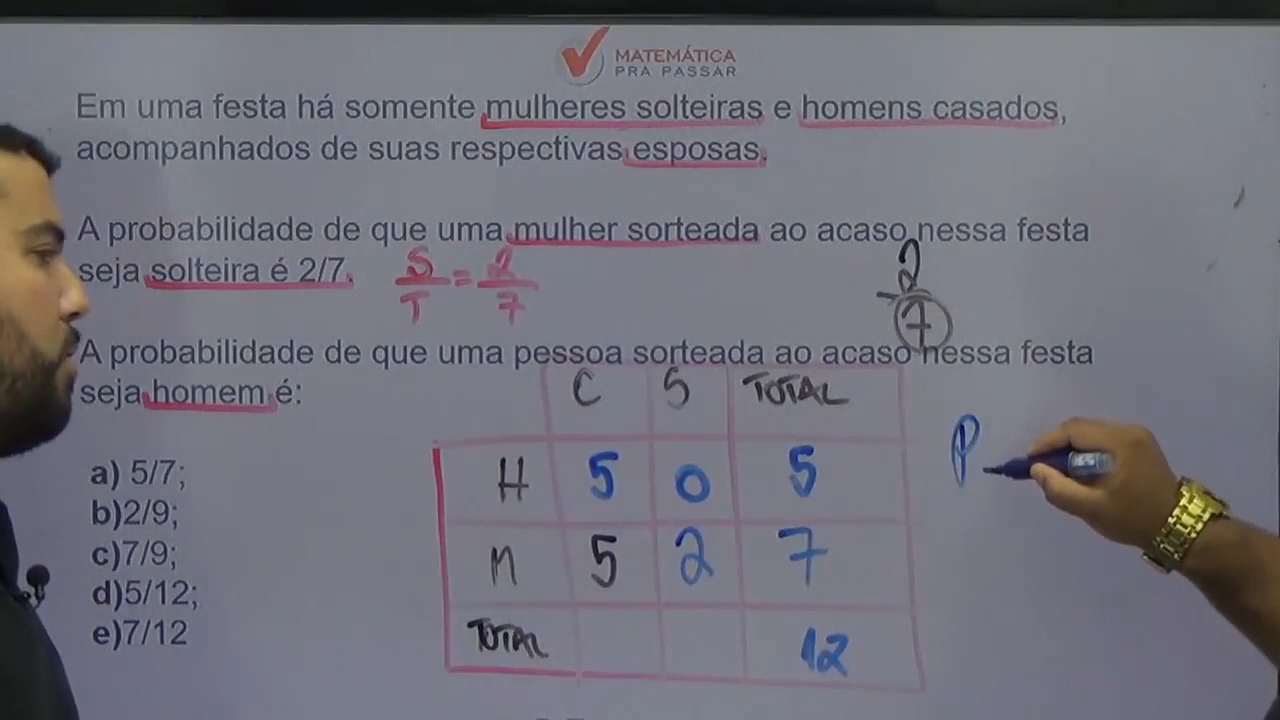 MATEMÁTICA
PRA PASSAR
Em uma festa há somente mulheres solteiras e homens casados,
acompanhados de suas respectivas esposas.
A probabilidade de que uma mulher sorteada ao acaso nessa festa
seja solteira é 2/7.
S/T = 2/7
2/7
A probabilidade de que uma pessoa sorteada ao acaso nessa festa
seja homem é:
a) 5/7;
b)2/9;
c)7/9;
d)5/12;
e)7/12
C S TOTAL
H 5 0 5
M 5 2 7
TOTAL 12
P